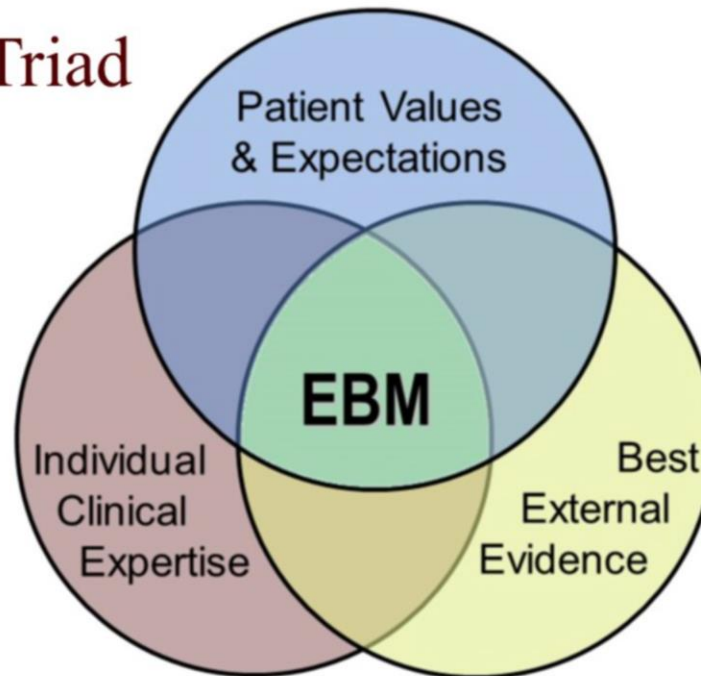 Triad
Patient Values
& Expectations
EBM
Individual
Clinical
Expertise
Best
External
Evidence